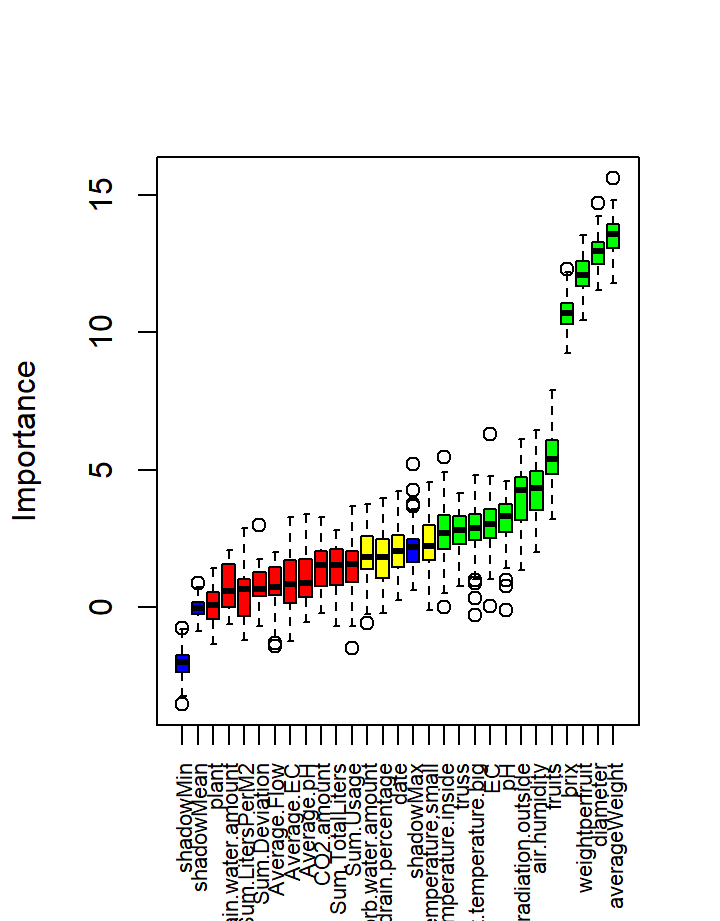 Importance
15
10
5
0
shadowMin
shadowMean
plant
ain.water.amount
Sum.LitersPerM2
Sum.Deviation
Average.Flow
Average.EC
Average.pH
CO2.amount
Sum.TotalLiters
Sum.Usage
rb.water.amount
drain.percentage
date
shadowMax
emperature.small
mperature.inside
truss
.temperature.big
EC
pH
radiation.outside
air.humidity
fruits
brix
weightperfruit
diameter
averageWeight